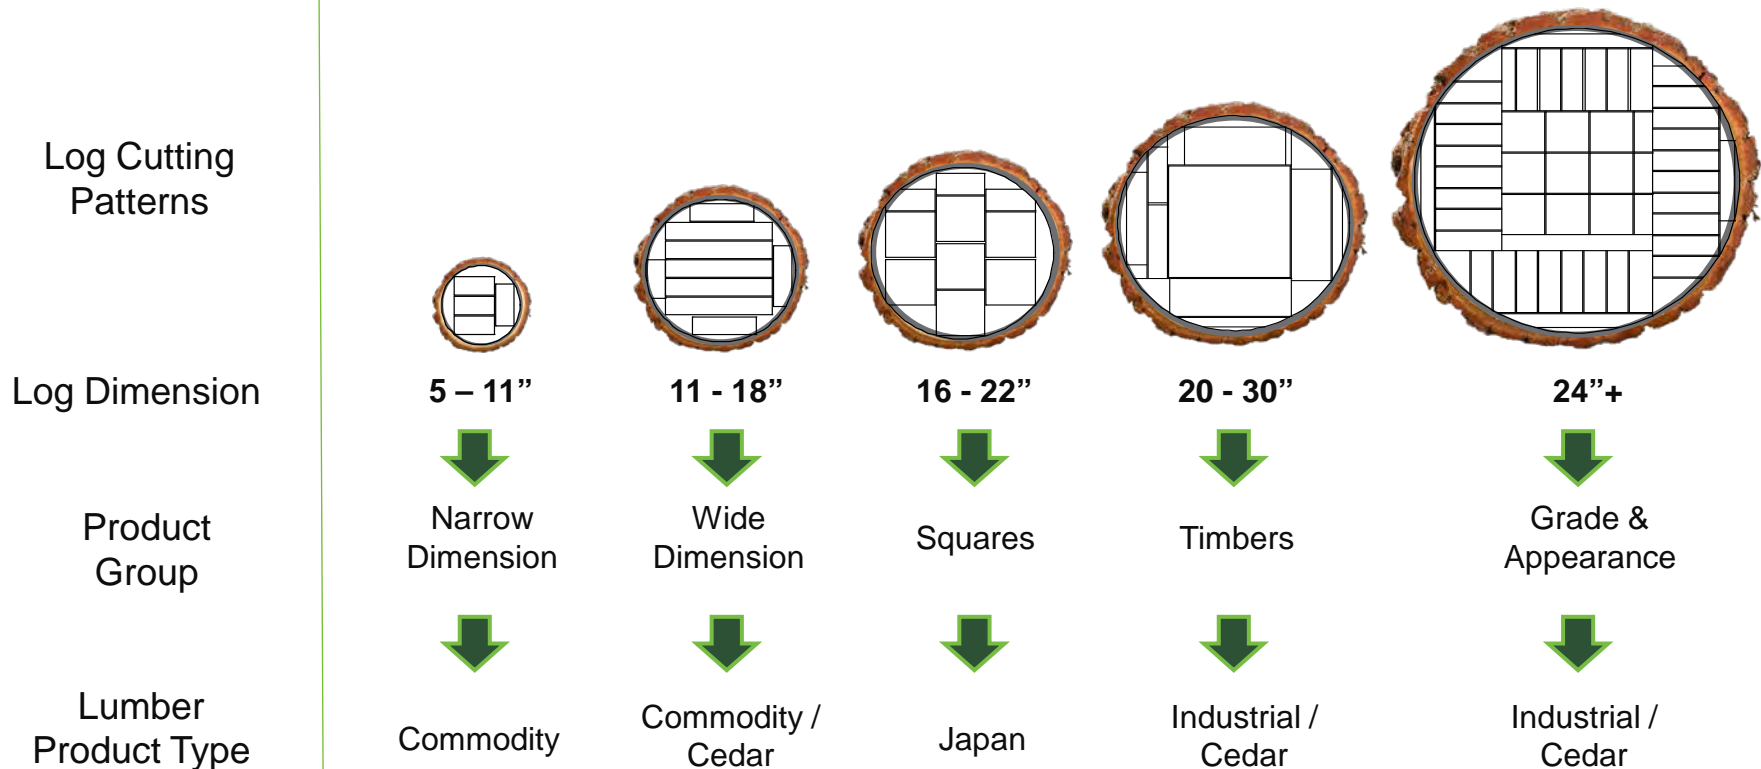 Log Cutting
Patterns
Log Dimension
5 – 11”
11 - 18”
16 - 22”
20 - 30”
24”+
Product
Group
Narrow
Dimension
Wide
Dimension
Squares
Timbers
Grade &
Appearance
Lumber
Product Type
Commodity
Commodity /
Cedar
Japan
Industrial /
Cedar
Industrial /
Cedar